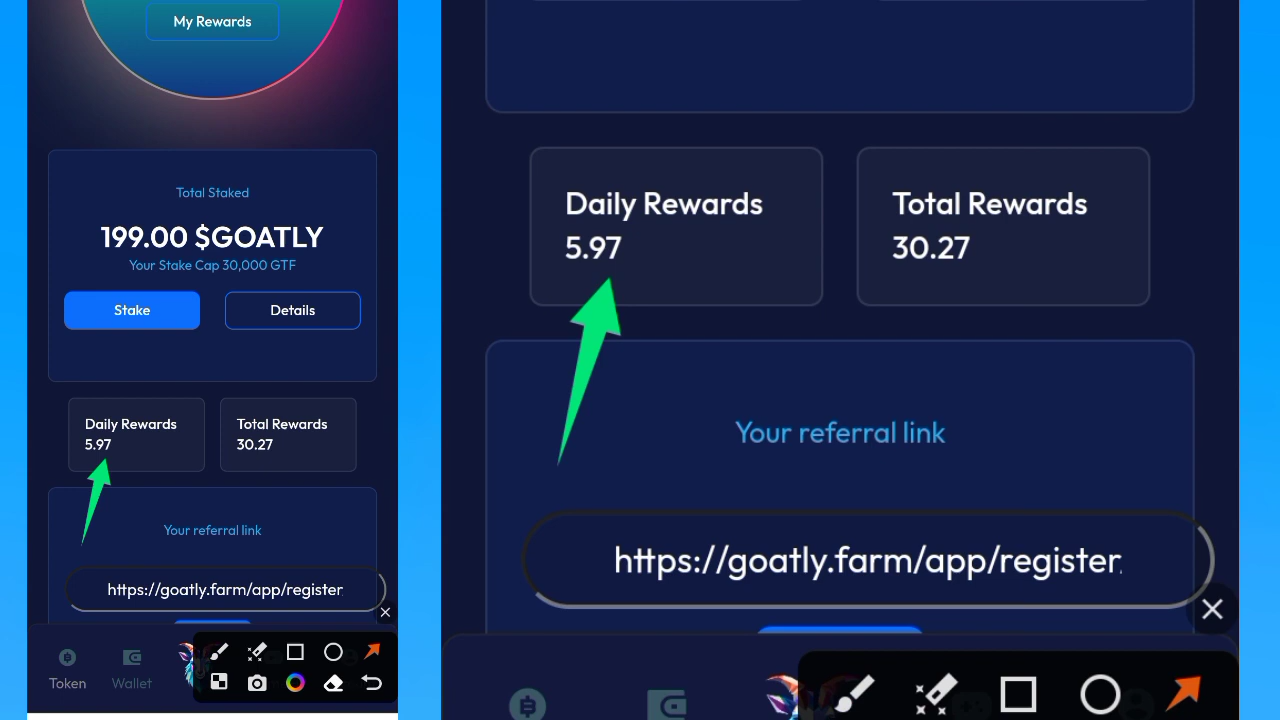 My Rewards
Total Staked
199.00 $GOATLY
Your Stake Cap 30,000 GTF
Stake
Details
Daily Rewards
5.97
Total Rewards
30.27
Your referral link
https://goatly.farm/app/register
Token
Wallet
Daily Rewards
5.97
Total Rewards
30.27
Your referral link
https://goatly.farm/app/register